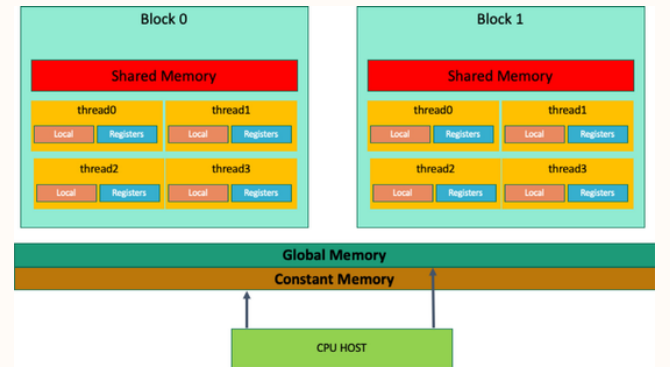 Block 0
Shared Memory
thread0
thread1
Local
Registers
Local
Registers
thread2
thread3
Local
Registers
Local
Registers
Block 1
Shared Memory
thread0
thread1
Local
Registers
Local
Registers
thread2
thread3
Local
Registers
Local
Registers
Global Memory
Constant Memory
CPU HOST